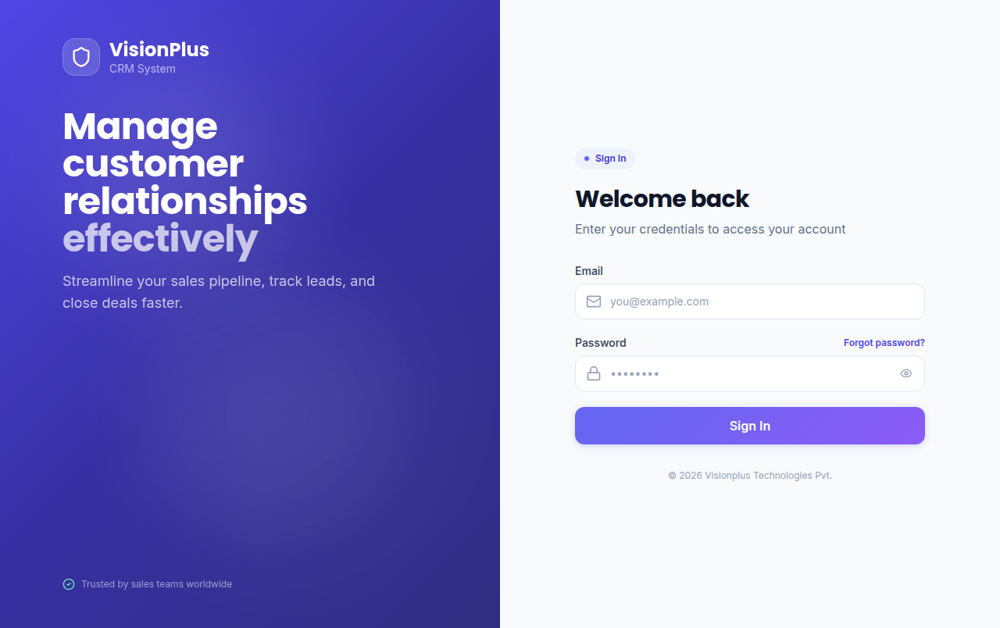 VisionPlus
CRM System
Manage
customer
relationships
effectively
Streamline your sales pipeline, track leads, and
close deals faster.
Trusted by sales teams worldwide
Sign In
Welcome back
Enter your credentials to access your account
Email
you@example.com
Password
Forgot password?
••••••••
Sign In
© 2026 Visionplus Technologies Pvt.